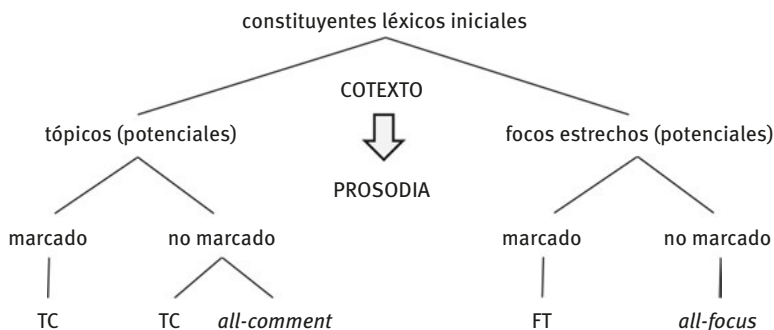 constituyentes léxicos iniciales
COTEXTO
tópicos (potenciales) focos estrechos (potenciales)
PROSODIA
marcado no marcado marcado no marcado
TC TC all-comment FT all-focus